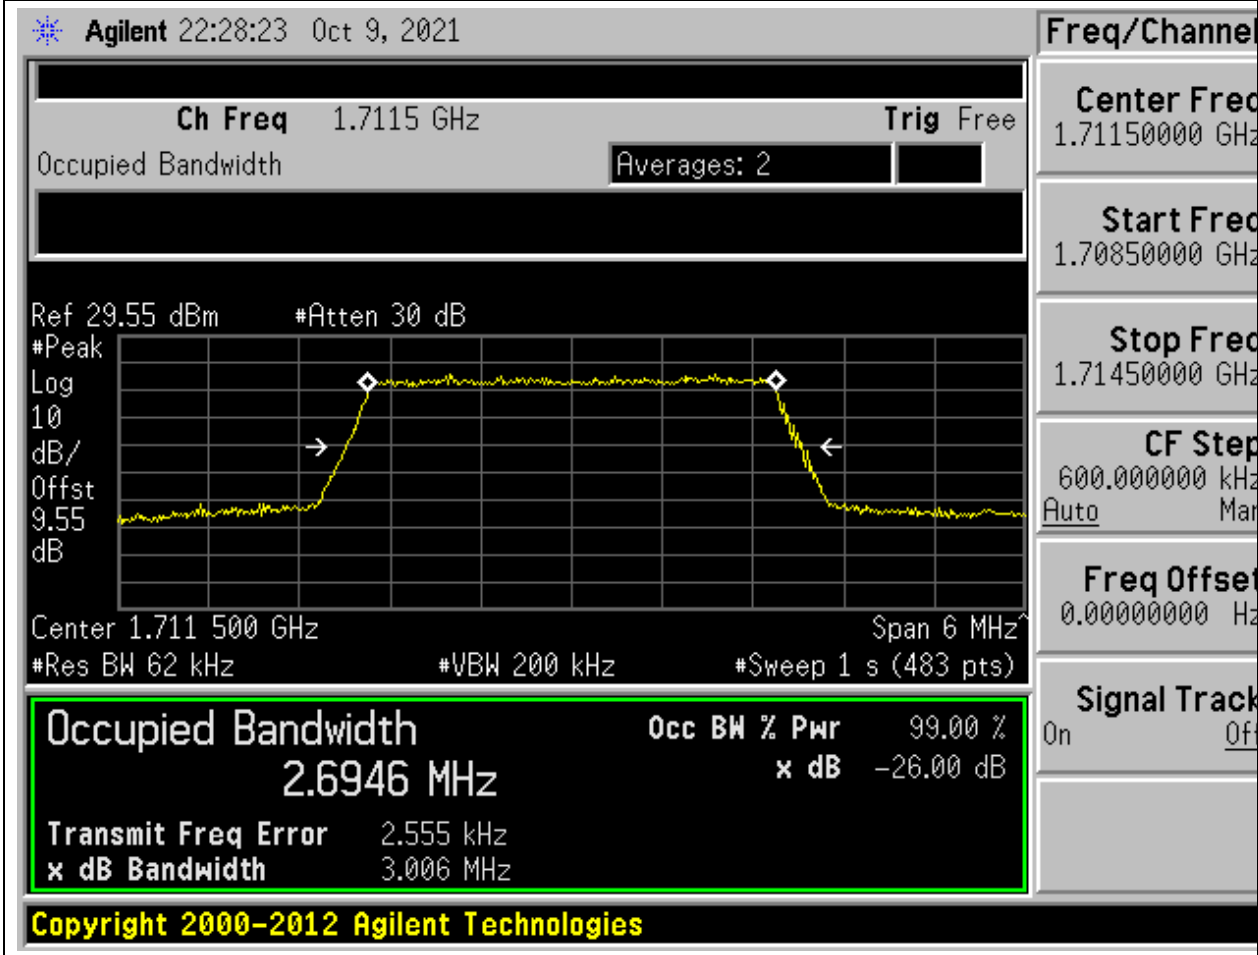 Agilent 22:28:23 Oct 9, 2021
Freq/Channel
Ch Freq 1.7115 GHz Trig Free
Occupied Bandwidth Averages: 2
Center Freq
1.71150000 GHz
Start Freq
1.70850000 GHz
Stop Freq
1.71450000 GHz
CF Step
600.000000 kHz
Auto Man
Freq Offset
0.00000000 Hz
Signal Track
On Off
Ref 29.55 dBm #Atten 30 dB
#Peak
Log
10
dB/
Offst
9.55
dB
Center 1.711 500 GHz Span 6 MHz^
#Res BW 62 kHz #VBW 200 kHz #Sweep 1 s (483 pts)
Occupied Bandwidth Occ BW % Pwr 99.00 %
2.6946 MHz x dB -26.00 dB
Transmit Freq Error 2.555 kHz
x dB Bandwidth 3.006 MHz
Copyright 2000-2012 Agilent Technologies